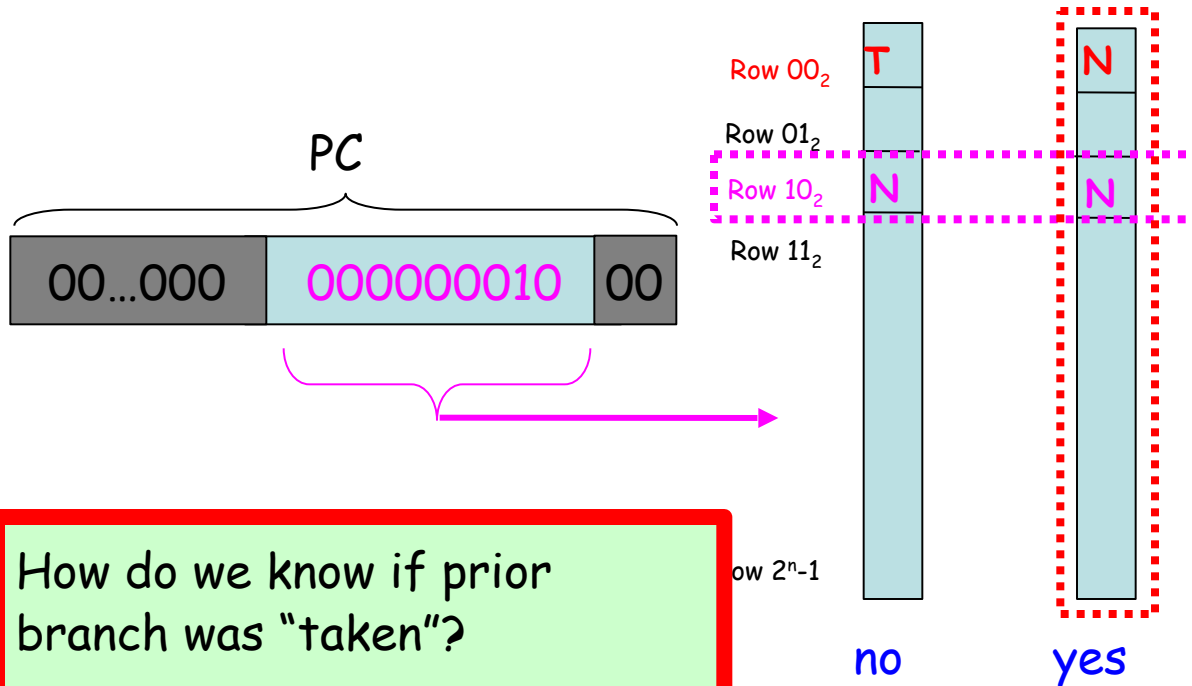 PC
00...000 000000010 00
Row 00₂ T N
Row 01₂
Row 10₂ N N
Row 11₂
ow 2ⁿ-1
no yes
How do we know if prior
branch was “taken”?